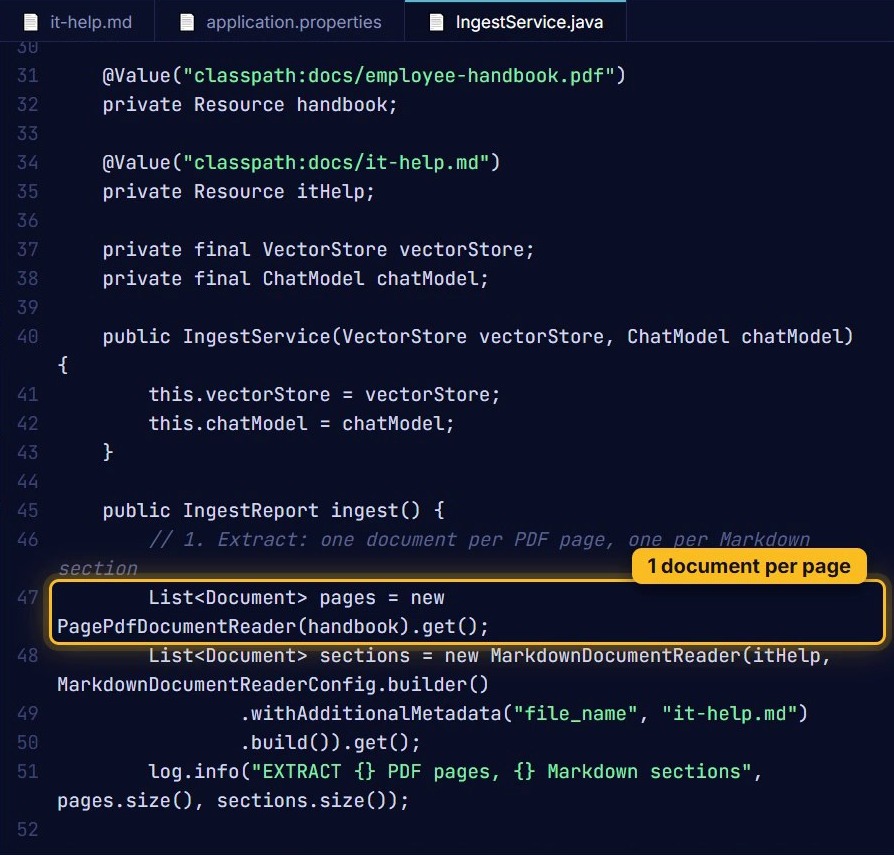 it-help.md application.properties IngestService.java
30
31 @Value("classpath:docs/employee-handbook.pdf")
32 private Resource handbook;
33
34 @Value("classpath:docs/it-help.md")
35 private Resource itHelp;
36
37 private final VectorStore vectorStore;
38 private final ChatModel chatModel;
39
40 public IngestService(VectorStore vectorStore, ChatModel chatModel)
{
41 this.vectorStore = vectorStore;
42 this.chatModel = chatModel;
43 }
44
45 public IngestReport ingest() {
46 // 1. Extract: one document per PDF page, one per Markdown
section
1 document per page
47 List<Document> pages = new
PagePdfDocumentReader(handbook).get();
48 List<Document> sections = new MarkdownDocumentReader(itHelp,
MarkdownDocumentReaderConfig.builder()
49 .withAdditionalMetadata("file_name", "it-help.md")
50 .build()).get();
51 log.info("EXTRACT {} PDF pages, {} Markdown sections",
pages.size(), sections.size());
52